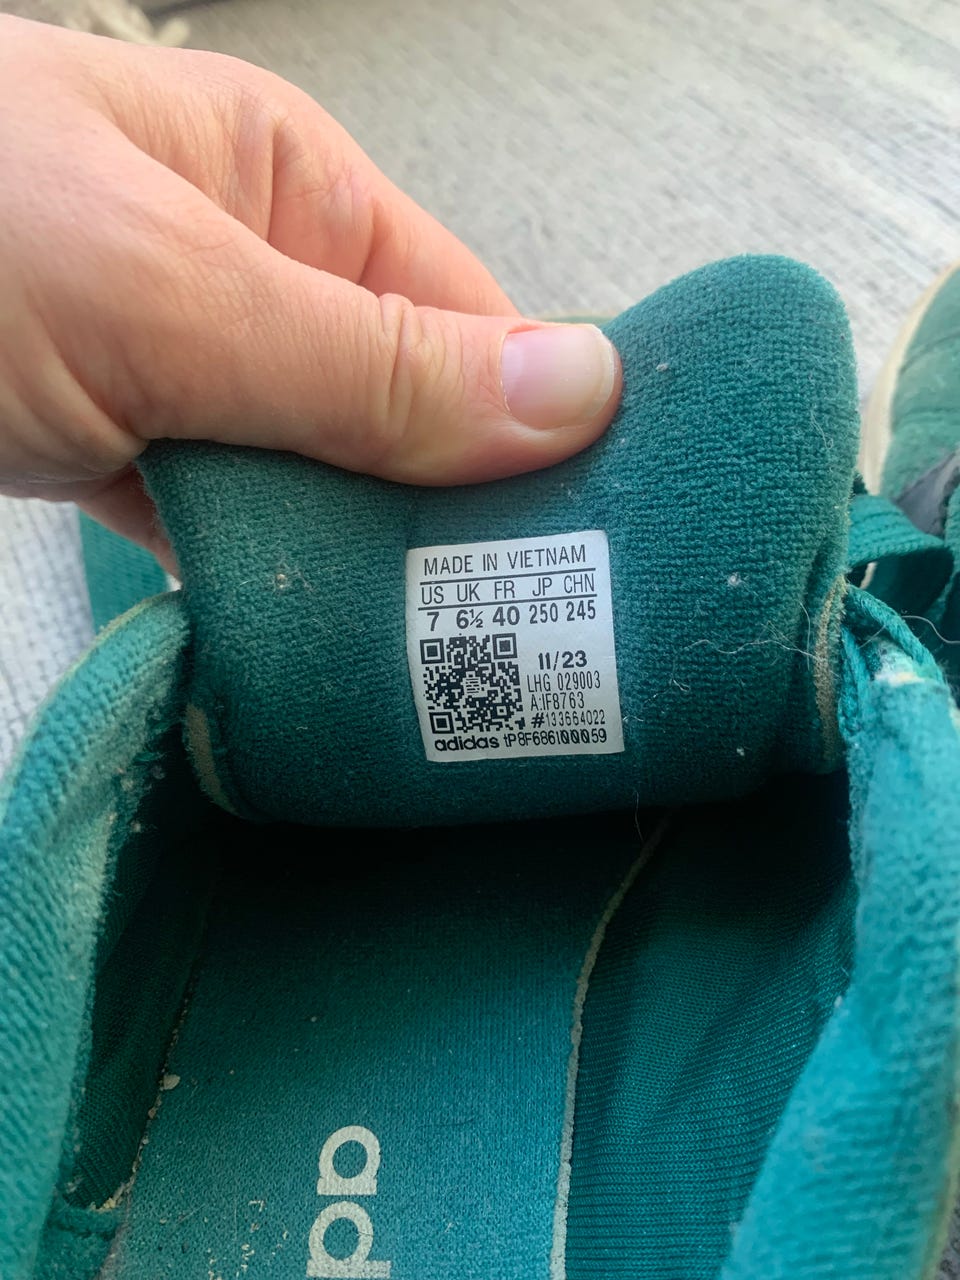 MADE IN VIETNAM
US UK FR JP CHN
7 6½ 40 250 245
11/23
LHG 029003
A:IF8763
#133664022
adidas tP8F686I00059
adi